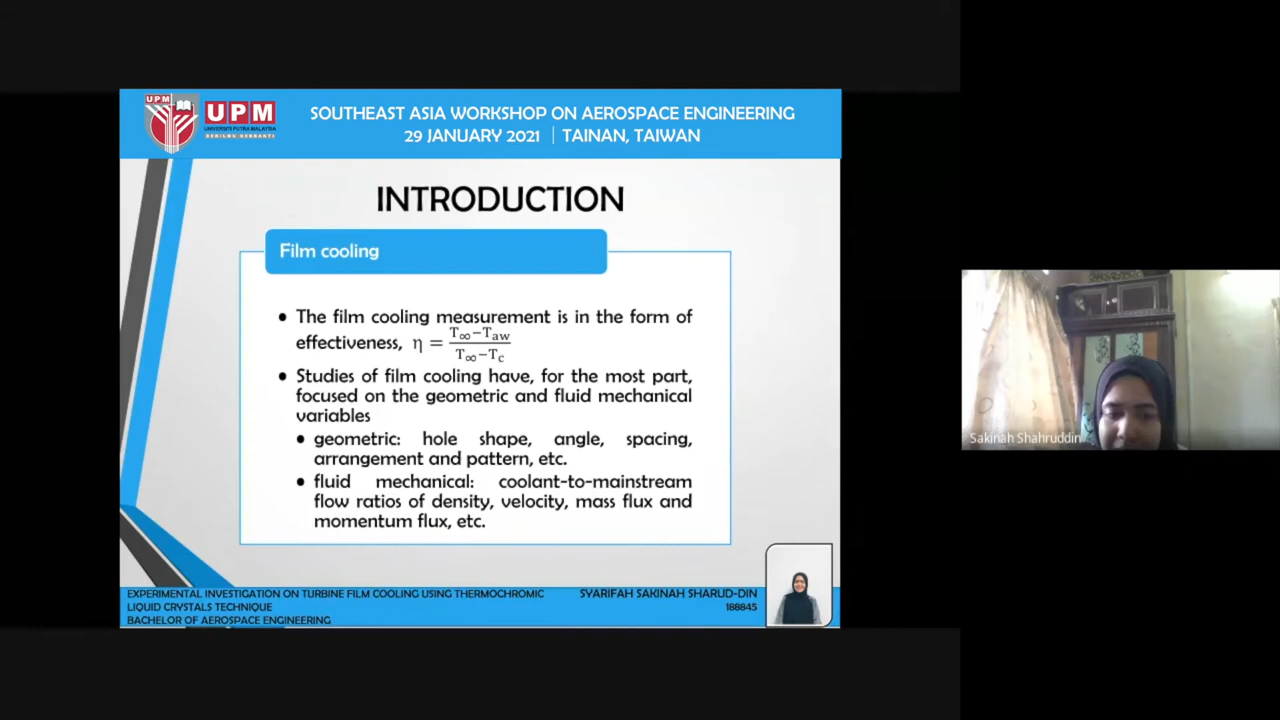 UPM
UPM
UNIVERSITI PUTRA MALAYSIA
BERILMU BERBAKTI
SOUTHEAST ASIA WORKSHOP ON AEROSPACE ENGINEERING
29 JANUARY 2021 | TAINAN, TAIWAN
INTRODUCTION
Film cooling
• The film cooling measurement is in the form of
effectiveness, η = (T∞−Taw)/(T∞−Tc)
• Studies of film cooling have, for the most part,
focused on the geometric and fluid mechanical
variables
• geometric: hole shape, angle, spacing,
arrangement and pattern, etc.
• fluid mechanical: coolant-to-mainstream
flow ratios of density, velocity, mass flux and
momentum flux, etc.
Sakinah Shahruddin
EXPERIMENTAL INVESTIGATION ON TURBINE FILM COOLING USING THERMOCHROMIC
LIQUID CRYSTALS TECHNIQUE
BACHELOR OF AEROSPACE ENGINEERING
SYARIFAH SAKINAH SHARUD-DIN
188845